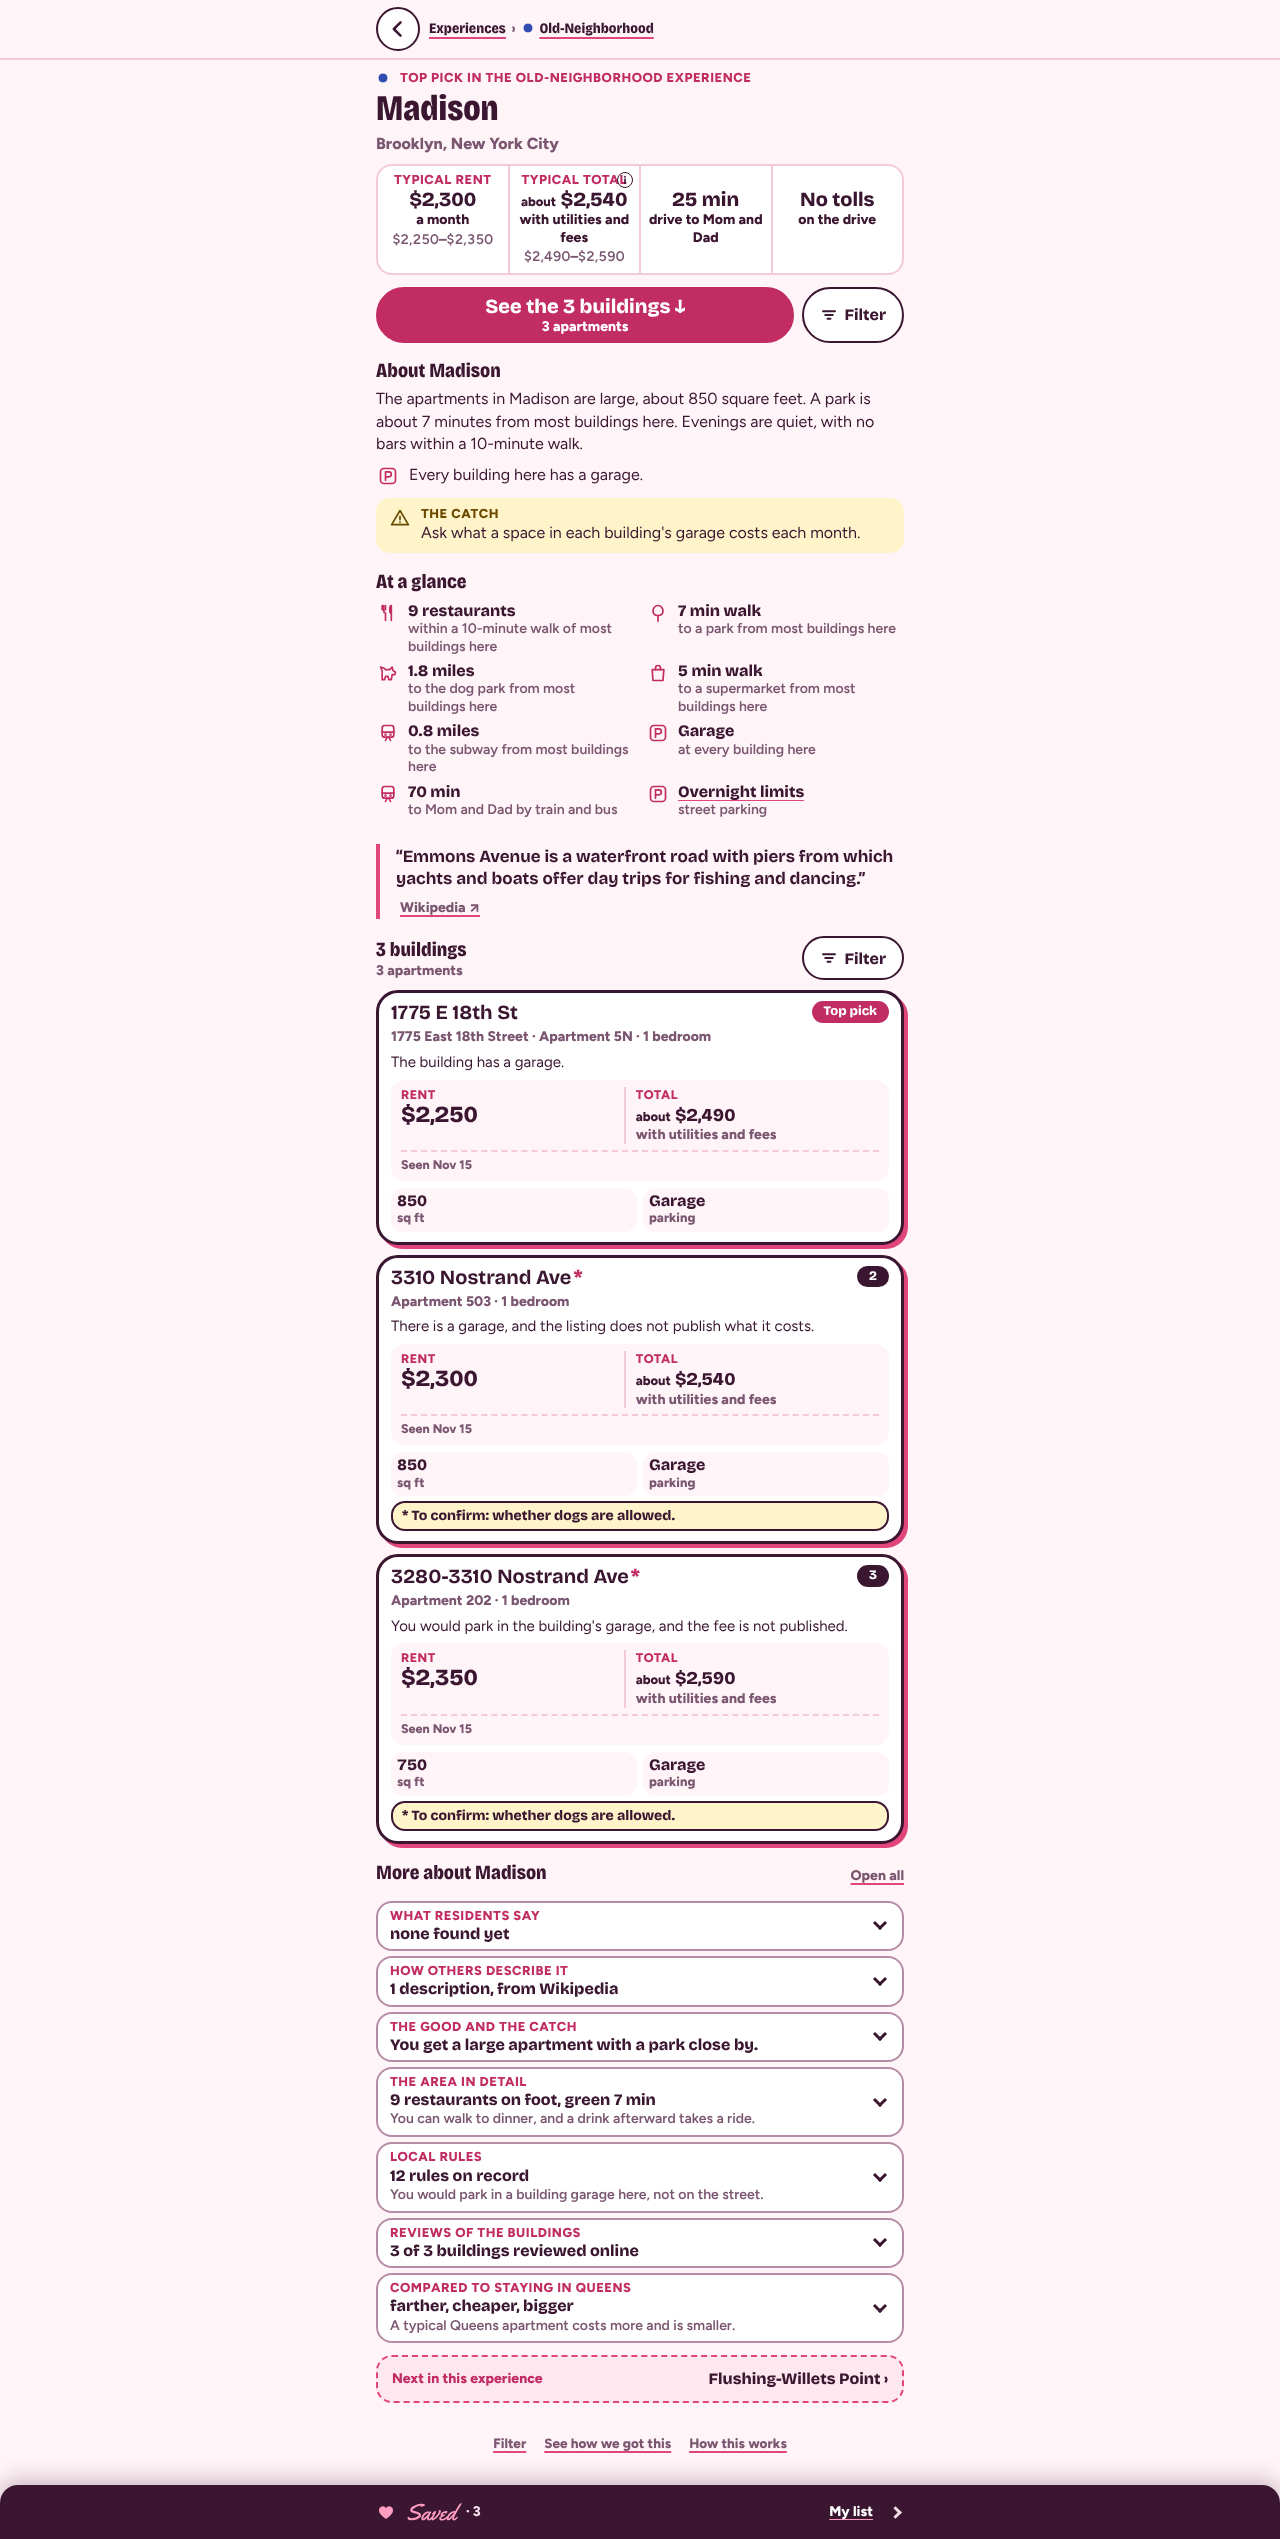 Experiences › Old-Neighborhood
TOP PICK IN THE OLD-NEIGHBORHOOD EXPERIENCE
Madison
Brooklyn, New York City
TYPICAL RENT
$2,300
a month
$2,250–$2,350
TYPICAL TOTAL
about $2,540
with utilities and
fees
$2,490–$2,590
25 min
drive to Mom and
Dad
No tolls
on the drive
See the 3 buildings ↓
3 apartments
Filter
About Madison
The apartments in Madison are large, about 850 square feet. A park is
about 7 minutes from most buildings here. Evenings are quiet, with no
bars within a 10-minute walk.
Every building here has a garage.
THE CATCH
Ask what a space in each building's garage costs each month.
At a glance
9 restaurants
within a 10-minute walk of most
buildings here
7 min walk
to a park from most buildings here
1.8 miles
to the dog park from most
buildings here
5 min walk
to a supermarket from most
buildings here
0.8 miles
to the subway from most buildings
here
Garage
at every building here
70 min
to Mom and Dad by train and bus
Overnight limits
street parking
“Emmons Avenue is a waterfront road with piers from which
yachts and boats offer day trips for fishing and dancing.”
Wikipedia ↗
3 buildings
3 apartments
Filter
1775 E 18th St
Top pick
1775 East 18th Street · Apartment 5N · 1 bedroom
The building has a garage.
RENT
$2,250
TOTAL
about $2,490
with utilities and fees
Seen Nov 15
850
sq ft
Garage
parking
3310 Nostrand Ave*
2
Apartment 503 · 1 bedroom
There is a garage, and the listing does not publish what it costs.
RENT
$2,300
TOTAL
about $2,540
with utilities and fees
Seen Nov 15
850
sq ft
Garage
parking
* To confirm: whether dogs are allowed.
3280-3310 Nostrand Ave*
3
Apartment 202 · 1 bedroom
You would park in the building's garage, and the fee is not published.
RENT
$2,350
TOTAL
about $2,590
with utilities and fees
Seen Nov 15
750
sq ft
Garage
parking
* To confirm: whether dogs are allowed.
More about Madison
Open all
WHAT RESIDENTS SAY
none found yet
HOW OTHERS DESCRIBE IT
1 description, from Wikipedia
THE GOOD AND THE CATCH
You get a large apartment with a park close by.
THE AREA IN DETAIL
9 restaurants on foot, green 7 min
You can walk to dinner, and a drink afterward takes a ride.
LOCAL RULES
12 rules on record
You would park in a building garage here, not on the street.
REVIEWS OF THE BUILDINGS
3 of 3 buildings reviewed online
COMPARED TO STAYING IN QUEENS
farther, cheaper, bigger
A typical Queens apartment costs more and is smaller.
Next in this experience
Flushing-Willets Point ›
Filter
See how we got this
How this works
Saved · 3
My list